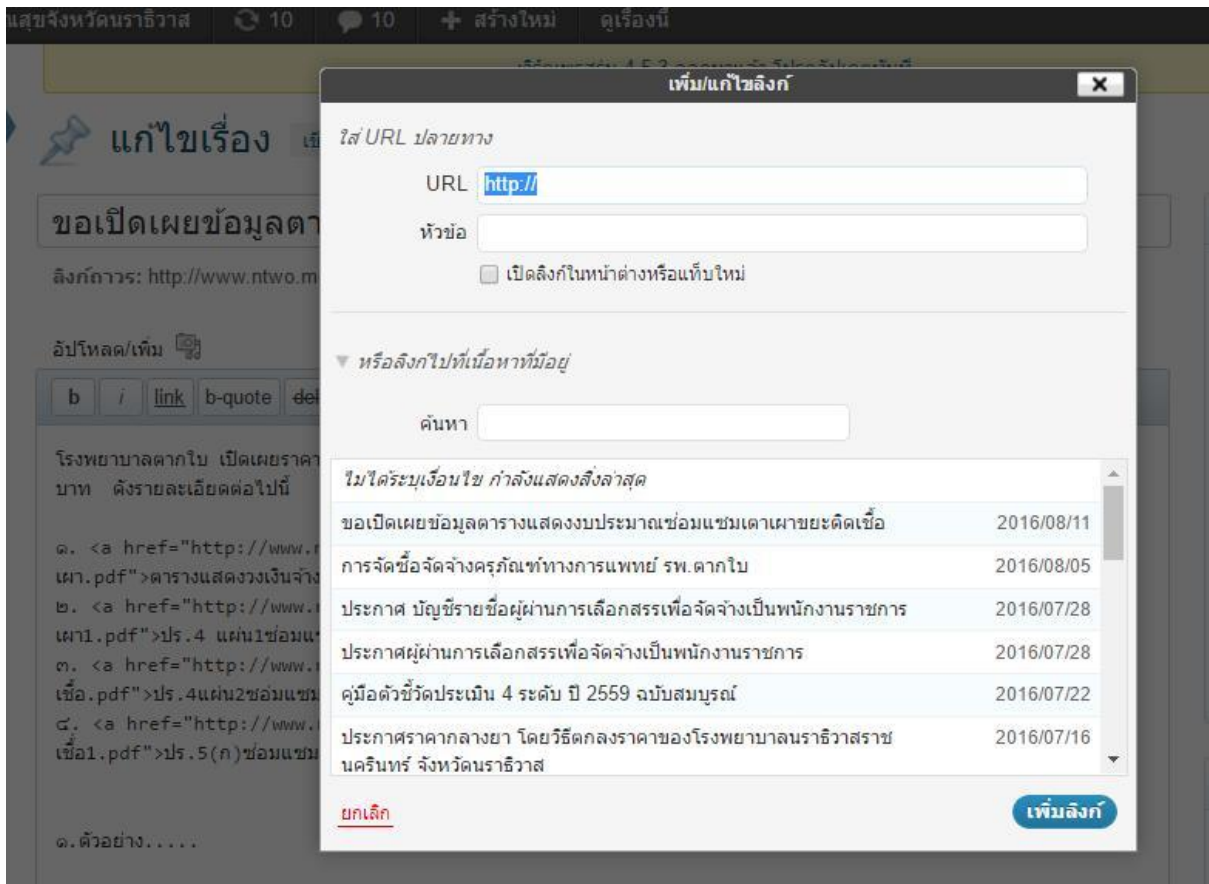 นสุขจังหวัดนราธิวาส 10 10 + สร้างใหม่ ดูเรื่องนี้
เพิ่ม/แก้ไขลิงก์
แก้ไขเรื่อง
ใส่ URL ปลายทาง
URL http://
ขอเปิดเผยข้อมูลตา
หัวข้อ
ลิงก์ถาวร: http://www.ntwo.m
เปิดลิงก์ในหน้าต่างหรือแท็บใหม่
อัปโหลด/เพิ่ม
หรือลิงก์ไปที่เนื้อหาที่มีอยู่
b i link b-quote del
ค้นหา
โรงพยาบาลตากใบ เปิดเผยราคา
บาท ดังรายละเอียดต่อไปนี้
๑. <a href="http://www.
เผา.pdf">ตารางแสดงวงเงินจ้าง
๒. <a href="http://www.
เผา1.pdf">ปร.4 แผ่น1ซ่อมแ
๓. <a href="http://www.
เชื้อ.pdf">ปร.4แผ่น2ซ่อมแซม
๔. <a href="http://www.
เชื้อ1.pdf">ปร.5(ก)ซ่อมแซม
๑.ตัวอย่าง.....
ไม่ได้ระบุเงื่อนไข กำลังแสดงสิ่งล่าสุด
ขอเปิดเผยข้อมูลตารางแสดงงบประมาณซ่อมแซมเตาเผาขยะติดเชื้อ 2016/08/11
การจัดซื้อจัดจ้างครุภัณฑ์ทางการแพทย์ รพ.ตากใบ 2016/08/05
ประกาศ บัญชีรายชื่อผู้ผ่านการเลือกสรรเพื่อจัดจ้างเป็นพนักงานราชการ 2016/07/28
ประกาศผู้ผ่านการเลือกสรรเพื่อจัดจ้างเป็นพนักงานราชการ 2016/07/28
คู่มือตัวชี้วัดประเมิน 4 ระดับ ปี 2559 ฉบับสมบูรณ์ 2016/07/22
ประกาศราคากลางยา โดยวิธีตกลงราคาของโรงพยาบาลนราธิวาสราช 2016/07/16
นครินทร์ จังหวัดนราธิวาส
ยกเลิก
เพิ่มลิงก์